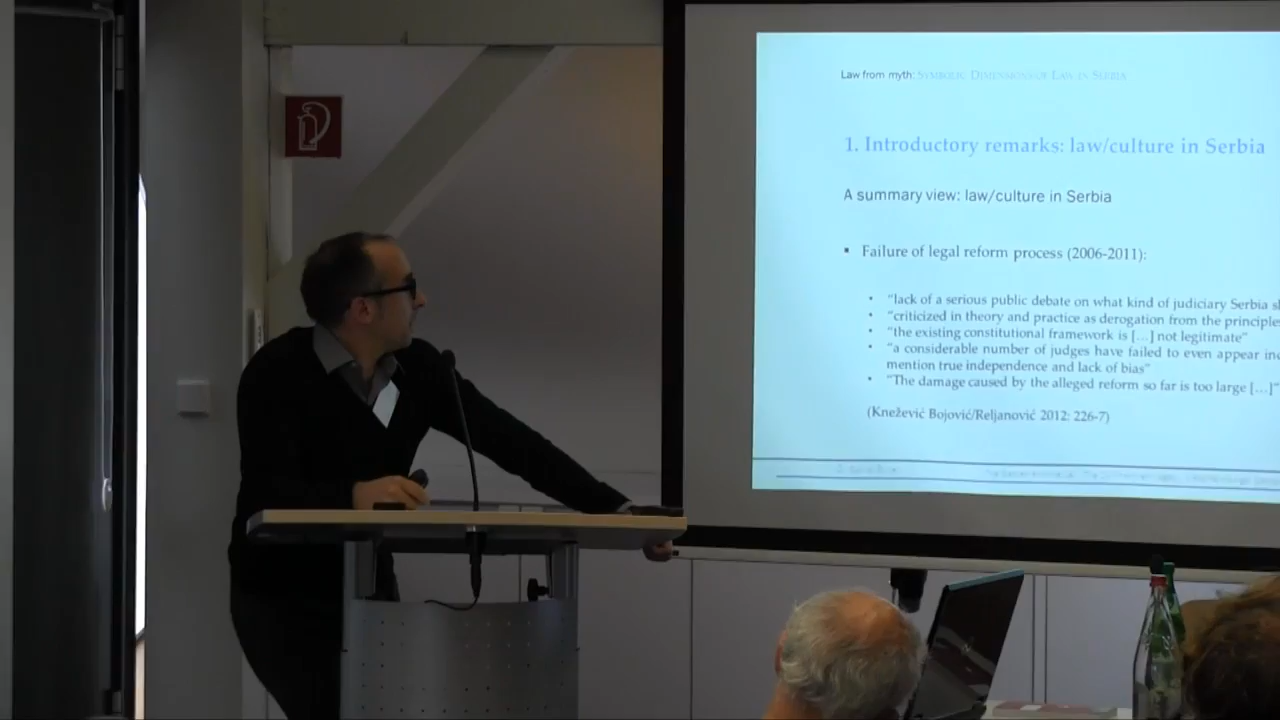 Law from myth: SYMBOLIC DIMENSIONS OF LAW IN SERBIA
1. Introductory remarks: law/culture in Serbia
A summary view: law/culture in Serbia
▪ Failure of legal reform process (2006-2011):
• “lack of a serious public debate on what kind of judiciary Serbia
• “criticized in theory and practice as derogation from the principle
• “the existing constitutional framework is […] not legitimate”
• “a considerable number of judges have failed to even appear
mention true independence and lack of bias”
• “The damage caused by the alleged reform so far is too large […]”
(Knežević Bojović/Reljanović 2012: 226-7)